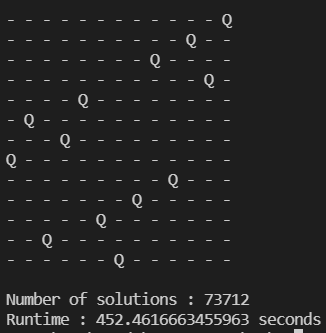 - - - - - - - - - - - - Q
- - - - - - - - - - Q - -
- - - - - - - - Q - - - -
- - - - - - - - - - - Q -
- - - - Q - - - - - - - -
- Q - - - - - - - - - - -
- - - Q - - - - - - - - -
Q - - - - - - - - - - - -
- - - - - - - - - Q - - -
- - - - - - - Q - - - - -
- - - - - Q - - - - - - -
- - Q - - - - - - - - - -
- - - - - - Q - - - - - -
Number of solutions : 73712
Runtime : 452.4616663455963 seconds